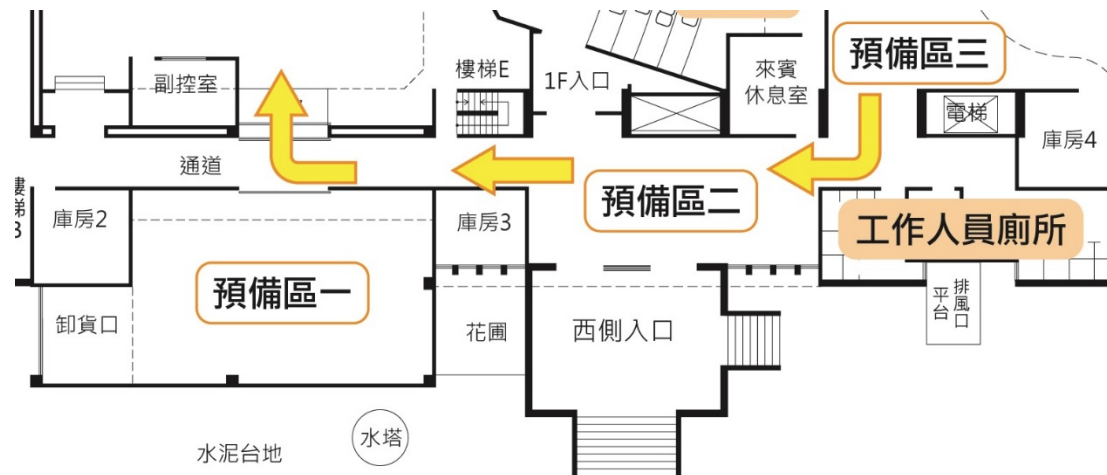 預備區三
樓梯E
1F入口
來賓
休息室
副控室
電梯
庫房4
通道
預備區二
樓梯
庫房2
庫房3
工作人員廁所
預備區一
排風口
平台
卸貨口
花圃
西側入口
水塔
水泥台地